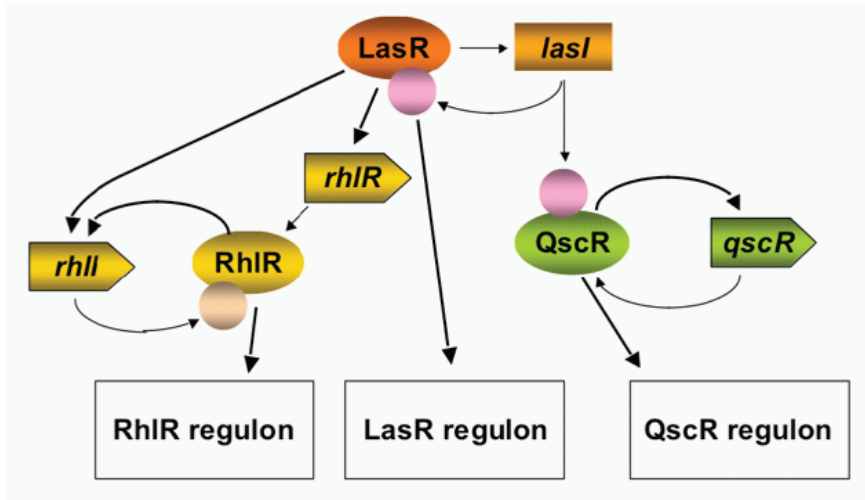 LasR
lasI
rhlR
rhlI
RhlR
QscR
qscR
RhlR regulon
LasR regulon
QscR regulon